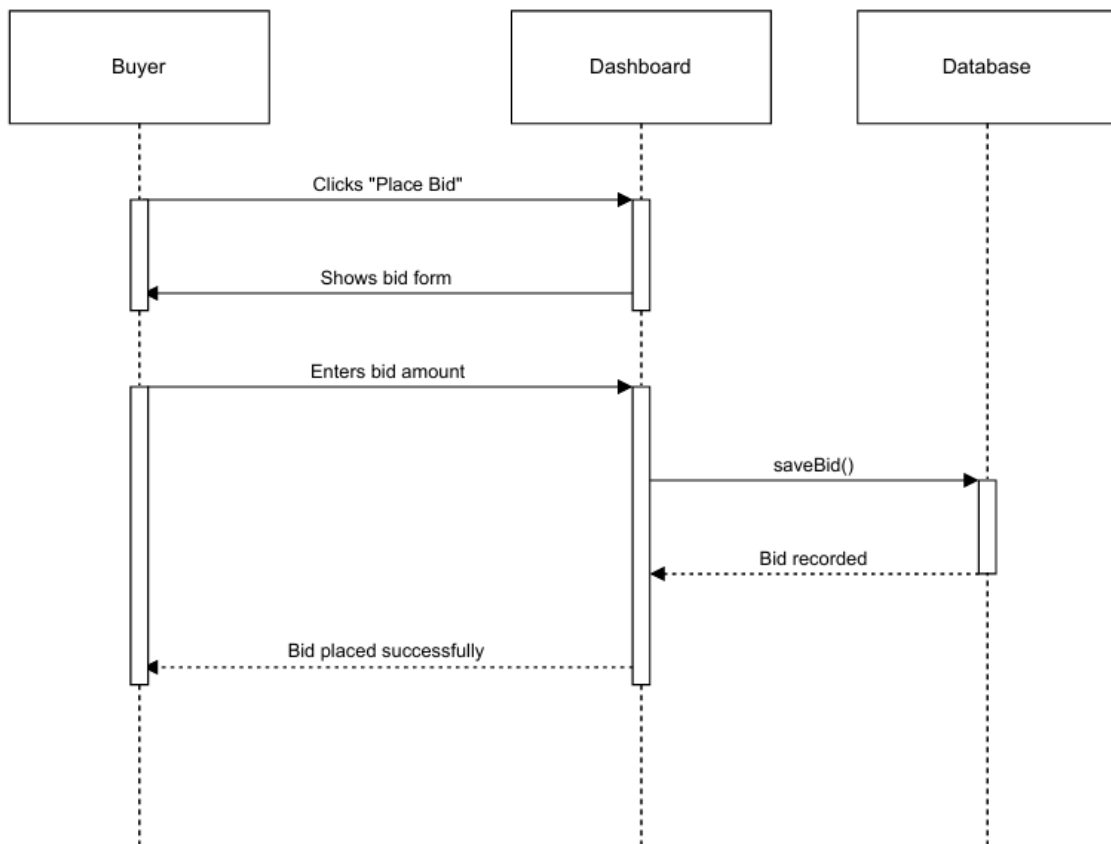 Buyer
Dashboard
Database
Clicks "Place Bid"
Shows bid form
Enters bid amount
saveBid()
Bid recorded
Bid placed successfully